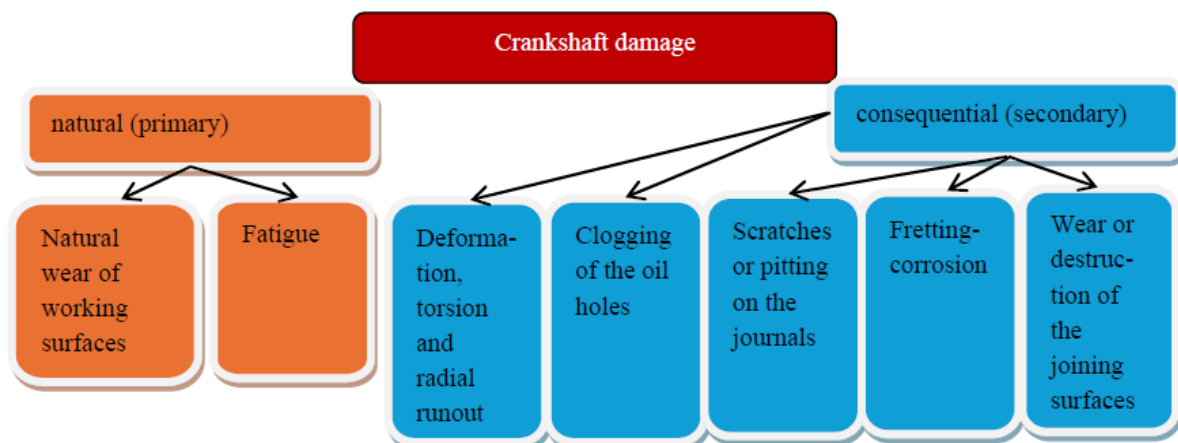 Crankshaft damage
natural (primary)
consequential (secondary)
Natural
wear of
working
surfaces
Fatigue
Deforma-
tion,
torsion
and
radial
runout
Clogging
of the oil
holes
Scratches
or pitting
on the
journals
Fretting-
corrosion
Wear or
destruc-
tion of
the
joining
surfaces